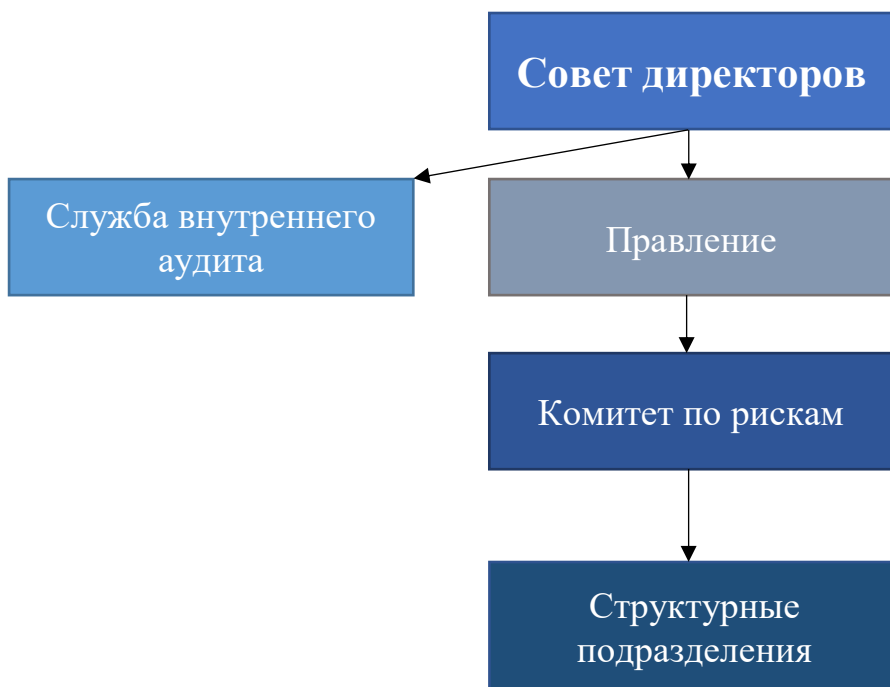 Совет директоров
Служба внутреннего
аудита
Правление
Комитет по рискам
Структурные
подразделения